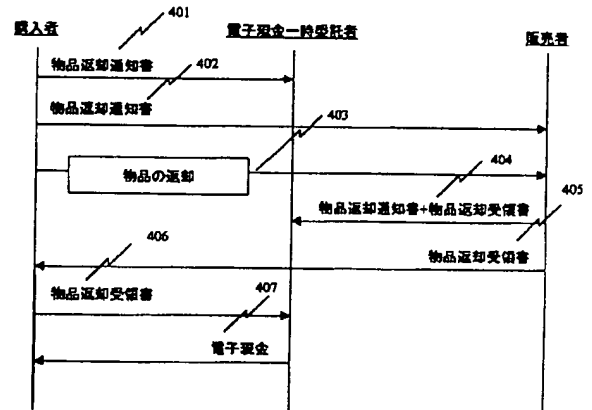 401
購入者
電子現金一時受託者
販売者
物品返却通知書
402
物品返却通知書
403
物品の返却
404
物品返却通知書+物品返却受領書
405
406
物品返却受領書
物品返却受領書
407
電子現金